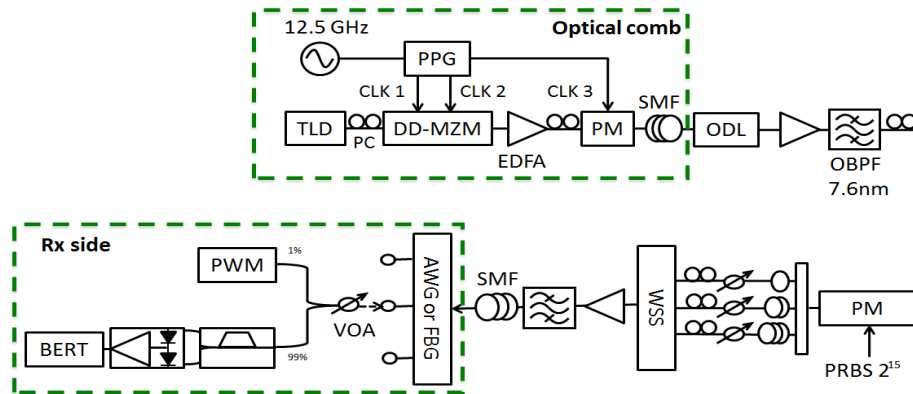 12.5 GHz
Optical comb
PPG
CLK 1
CLK 2
CLK 3
SMF
TLD
PC
DD-MZM
EDFA
PM
ODL
OBPF
7.6nm
Rx side
PWM
1%
AWG or FBG
SMF
WSS
PM
VOA
BERT
99%
PRBS 2^15